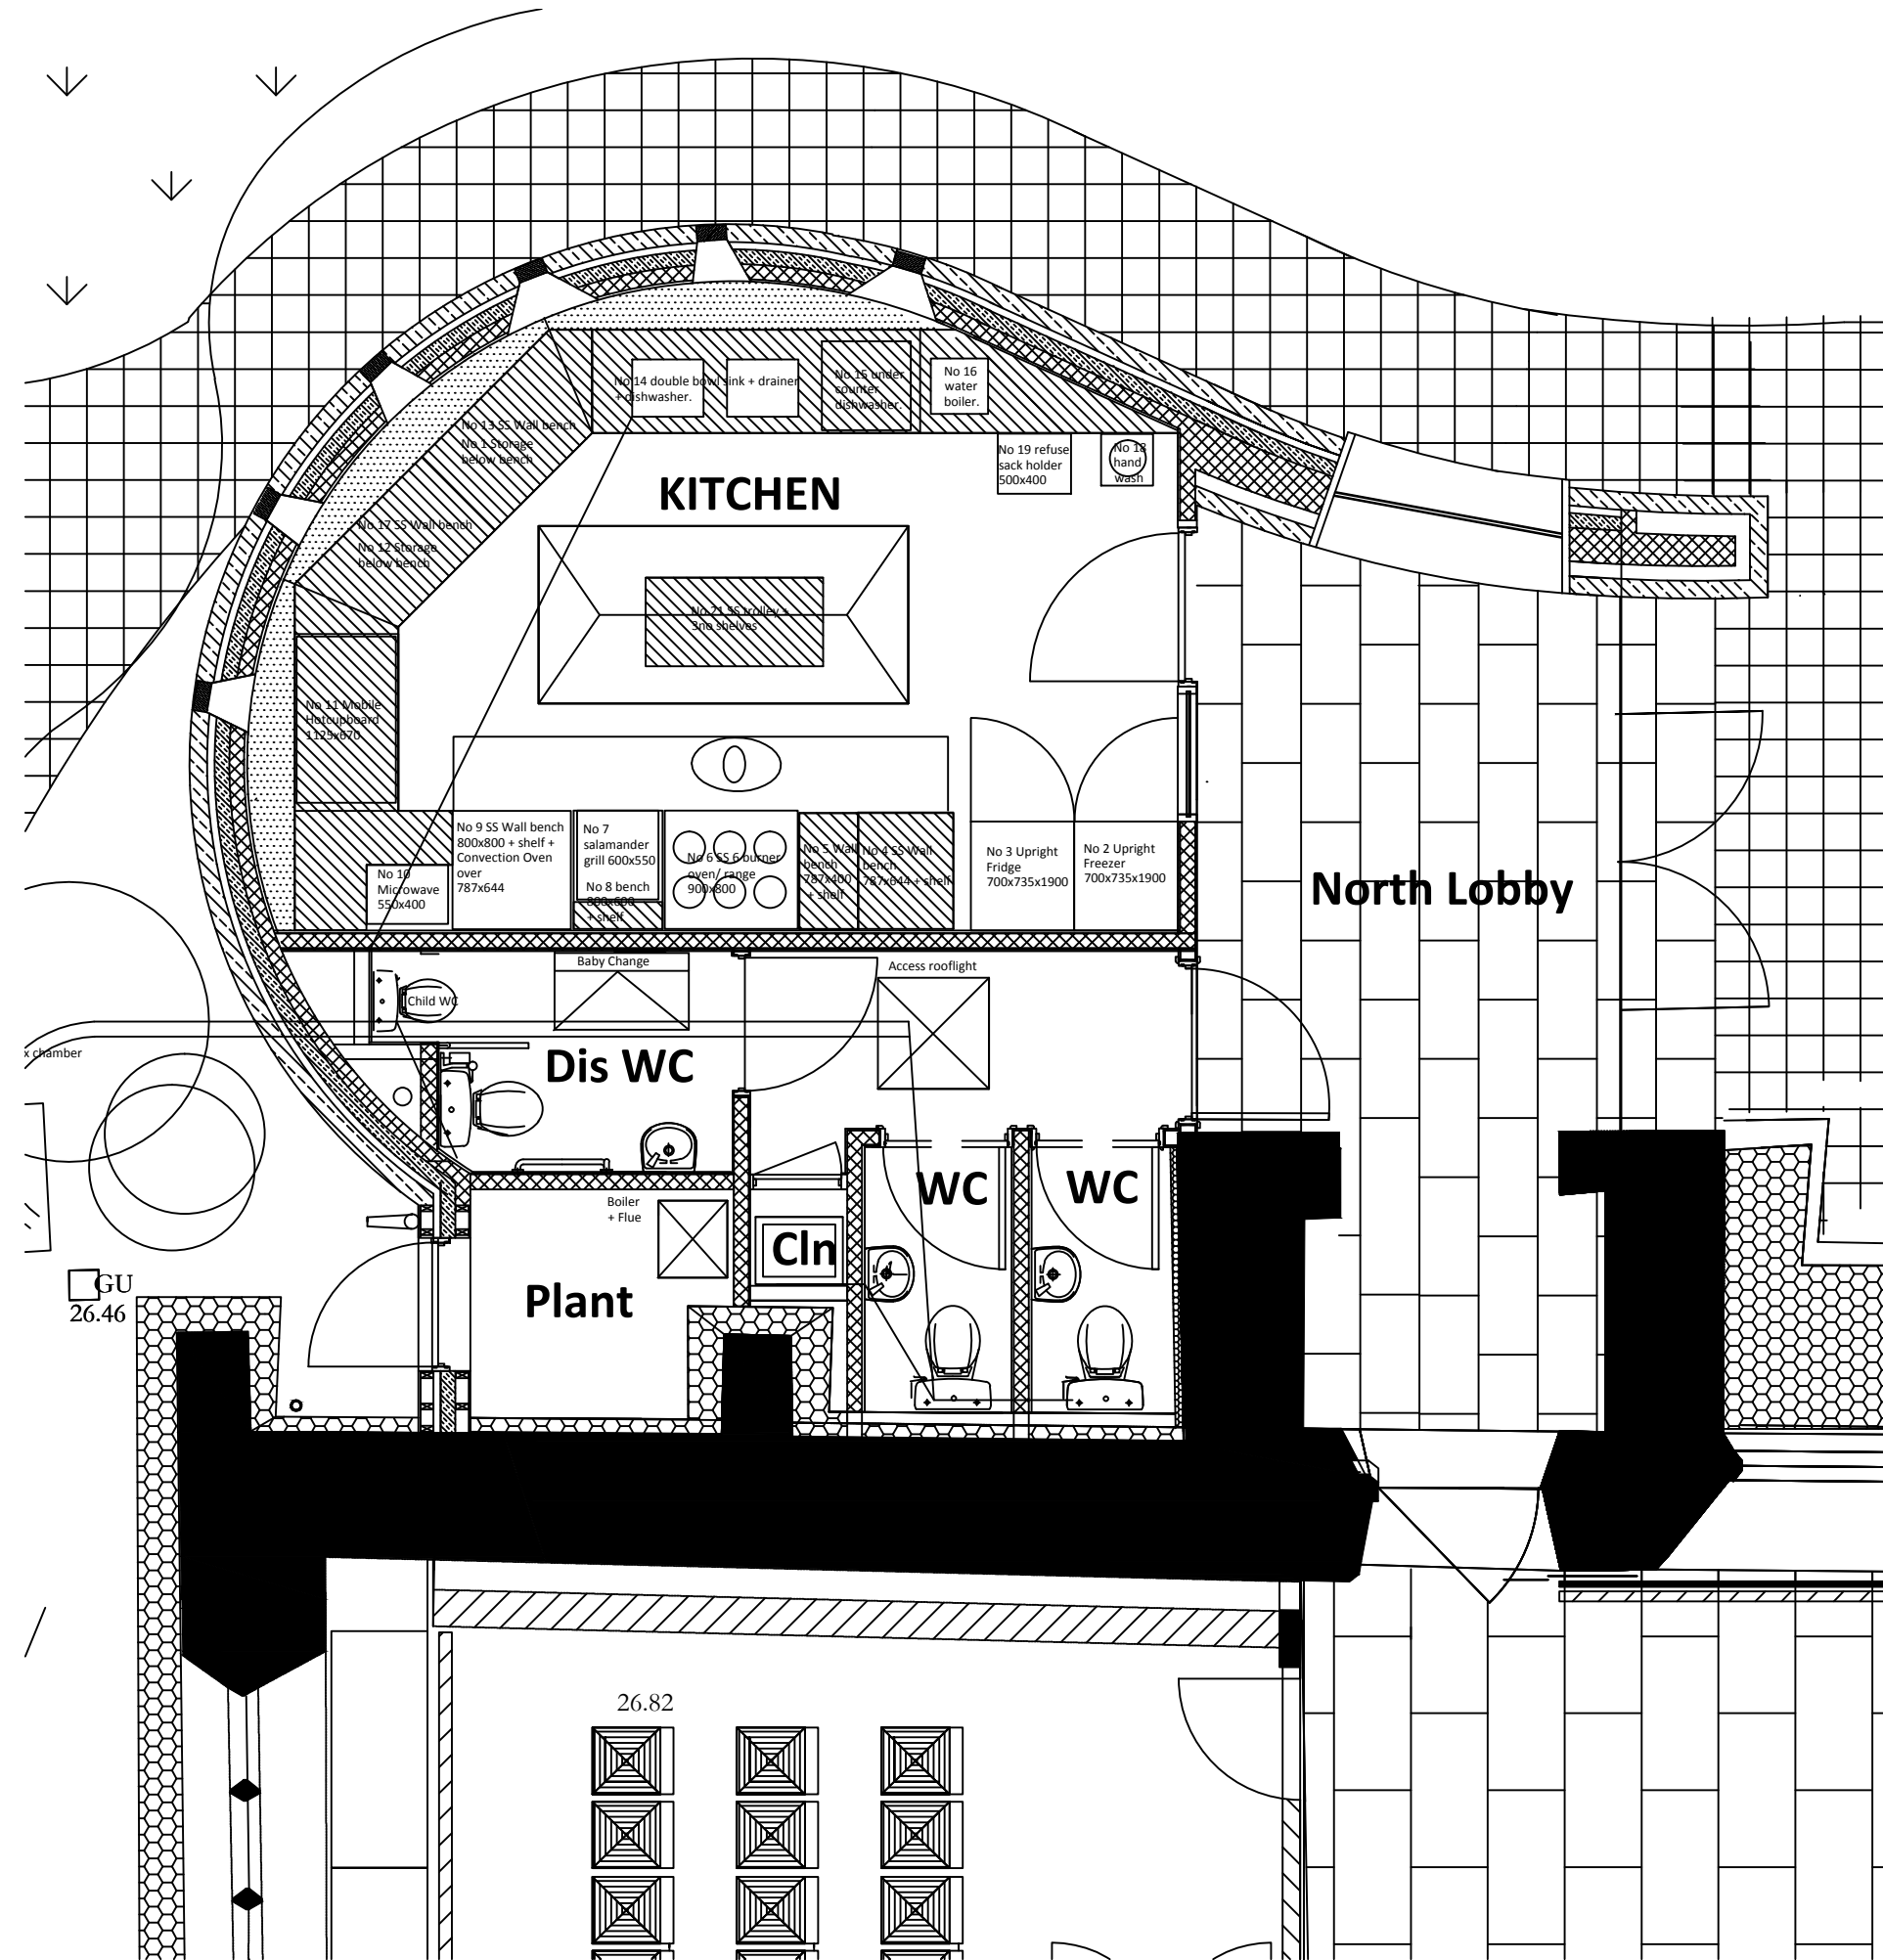 No 14 double bowl sink + drainer
+ dishwasher.
No 15 under
counter
dishwasher.
No 16
water
boiler.
No 13 SS Wall bench
No 1 Storage
below bench
No 19 refuse
sack holder
500x400
No 18
hand
wash
KITCHEN
No 17 SS Wall bench
No 12 Storage
below bench
No 21 SS trolley +
3no shelves
No 11 Mobile
Hotcupboard
1125x670
No 9 SS Wall bench
800x800 + shelf +
Convection Oven
over
787x644
No 7
salamander
grill 600x550
No 8 bench
800x600
+ shelf
No 6 SS 6 burner
oven/ range
900x800
No 5 Wall
bench
787x400
+ shelf
No 4 SS Wall
bench
787x644 + shelf
No 3 Upright
Fridge
700x735x1900
No 2 Upright
Freezer
700x735x1900
No 10
Microwave
550x400
North Lobby
Baby Change
Access rooflight
Child WC
x chamber
Dis WC
WC
WC
Boiler
+ Flue
Cln
Plant
GU
26.46
26.82